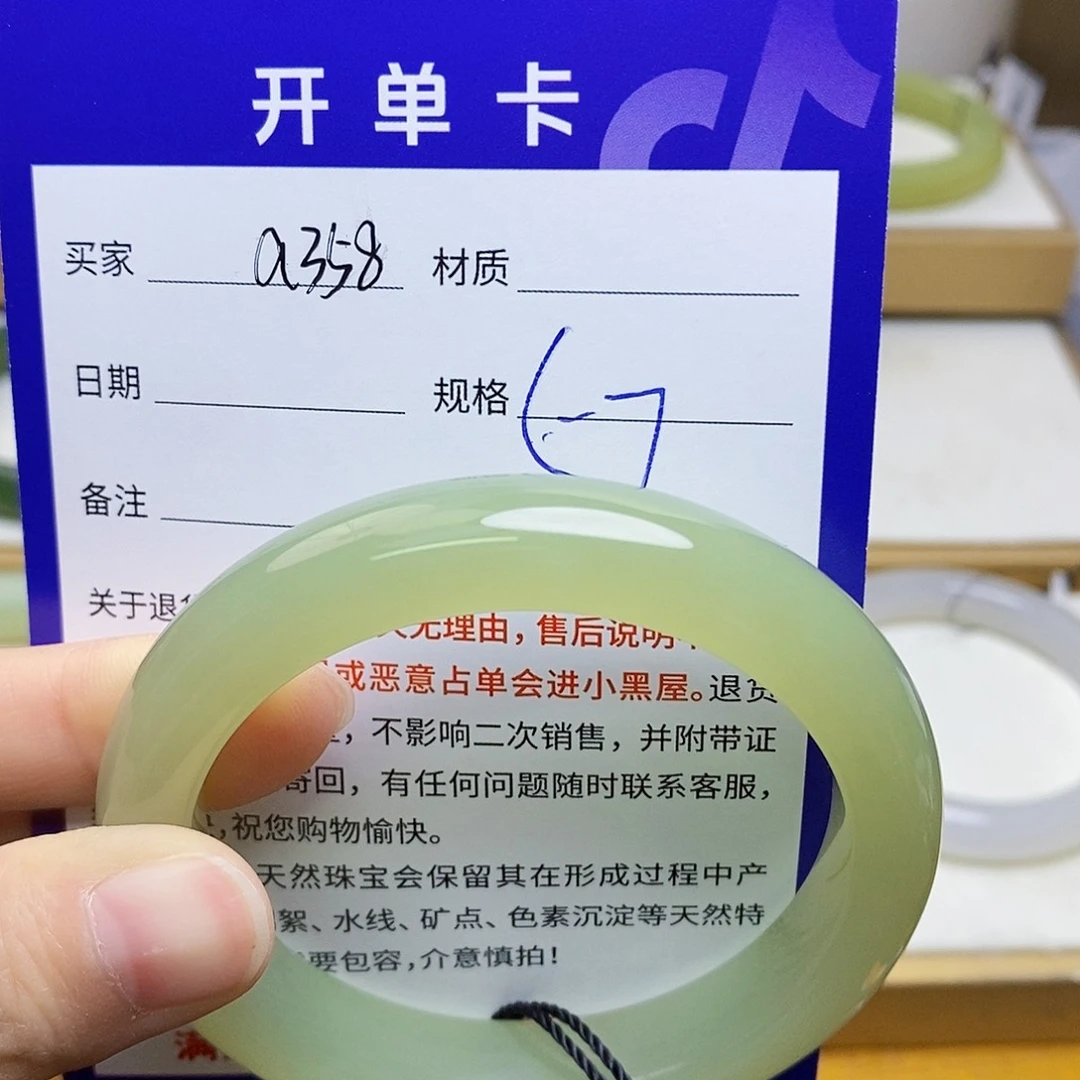 开单卡
买家 a358 材质
日期 规格
备注
关于退
无理由，售后说明
或恶意占单会进小黑屋。退货
，不影响二次销售，并附带证
寄回，有任何问题随时联系客服，
，祝您购物愉快。
天然珠宝会保留其在形成过程中产
絮、水线、矿点、色素沉淀等天然特
要包容，介意慎拍！
满